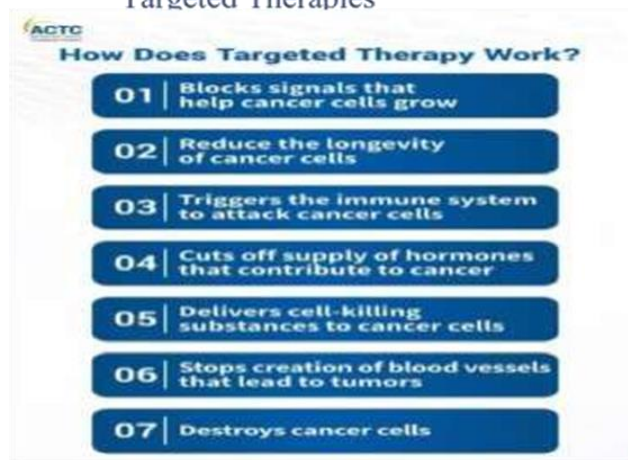 Targeted Therapies
ACTC
How Does Targeted Therapy Work?
01
Blocks signals that
help cancer cells grow
02
Reduce the longevity
of cancer cells
03
Triggers the immune system
to attack cancer cells
04
Cuts off supply of hormones
that contribute to cancer
05
Delivers cell-killing
substances to cancer cells
06
Stops creation of blood vessels
that lead to tumors
07
Destroys cancer cells